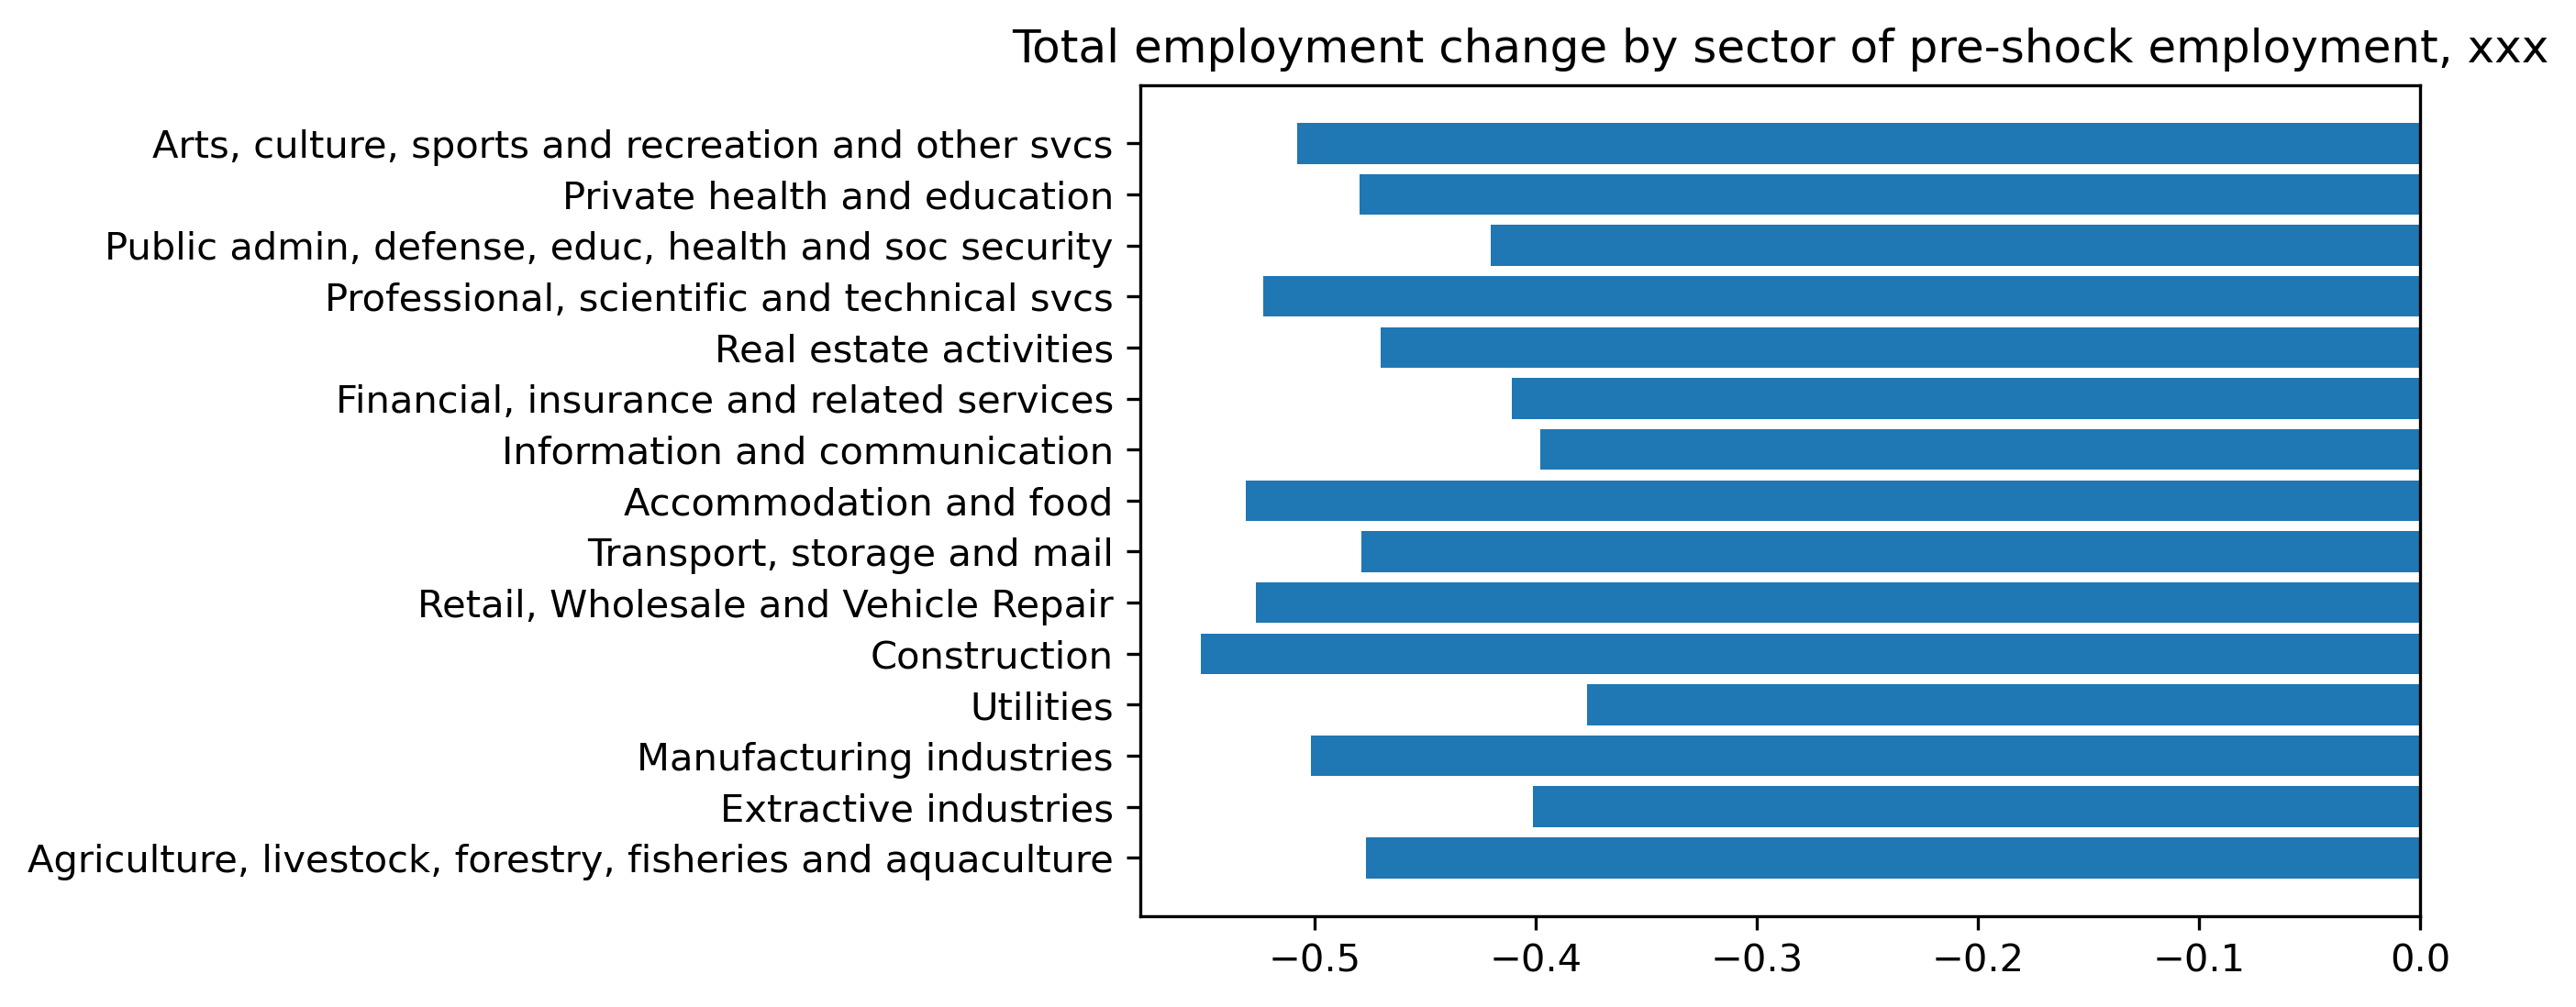 Total employment change by sector of pre-shock employment, xxx
Arts, culture, sports and recreation and other svcs
Private health and education
Public admin, defense, educ, health and soc security
Professional, scientific and technical svcs
Real estate activities
Financial, insurance and related services
Information and communication
Accommodation and food
Transport, storage and mail
Retail, Wholesale and Vehicle Repair
Construction
Utilities
Manufacturing industries
Extractive industries
Agriculture, livestock, forestry, fisheries and aquaculture
−0.5 −0.4 −0.3 −0.2 −0.1 0.0